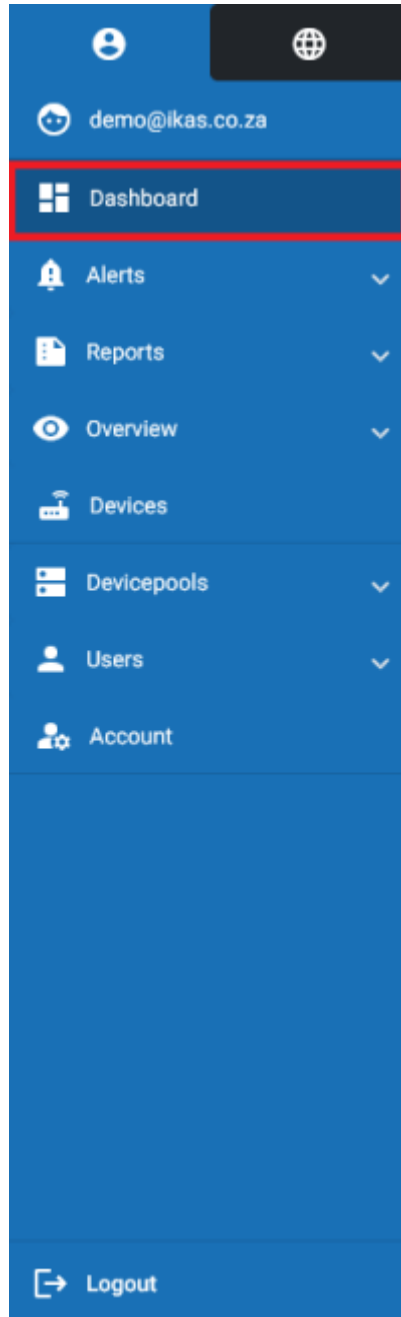 demo@ikas.co.za
Dashboard
Alerts
Reports
Overview
Devices
Devicepools
Users
Account
Logout